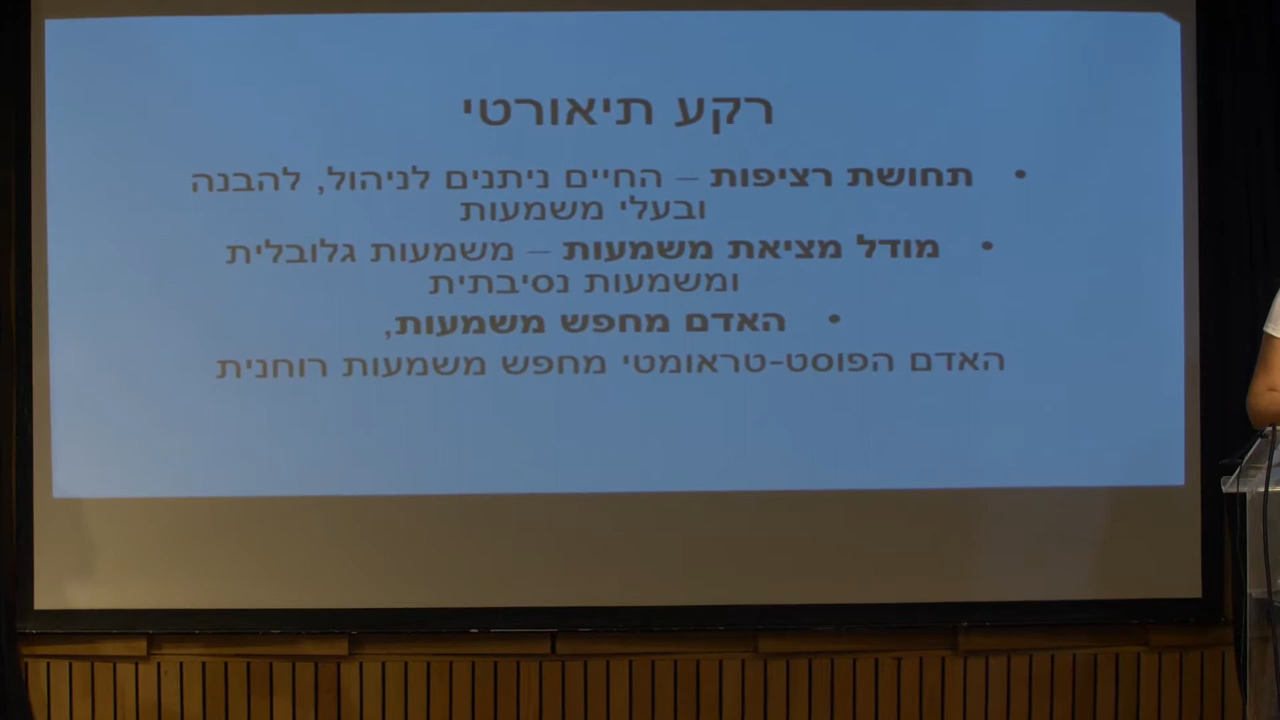 רקע תיאורטי
• תחושת רציפות – החיים ניתנים לניהול, להבנה
ובעלי משמעות
• מודל מציאת משמעות – משמעות גלובלית
ומשמעות נסיבתית
• האדם מחפש משמעות,
האדם הפוסט-טראומטי מחפש משמעות רוחנית